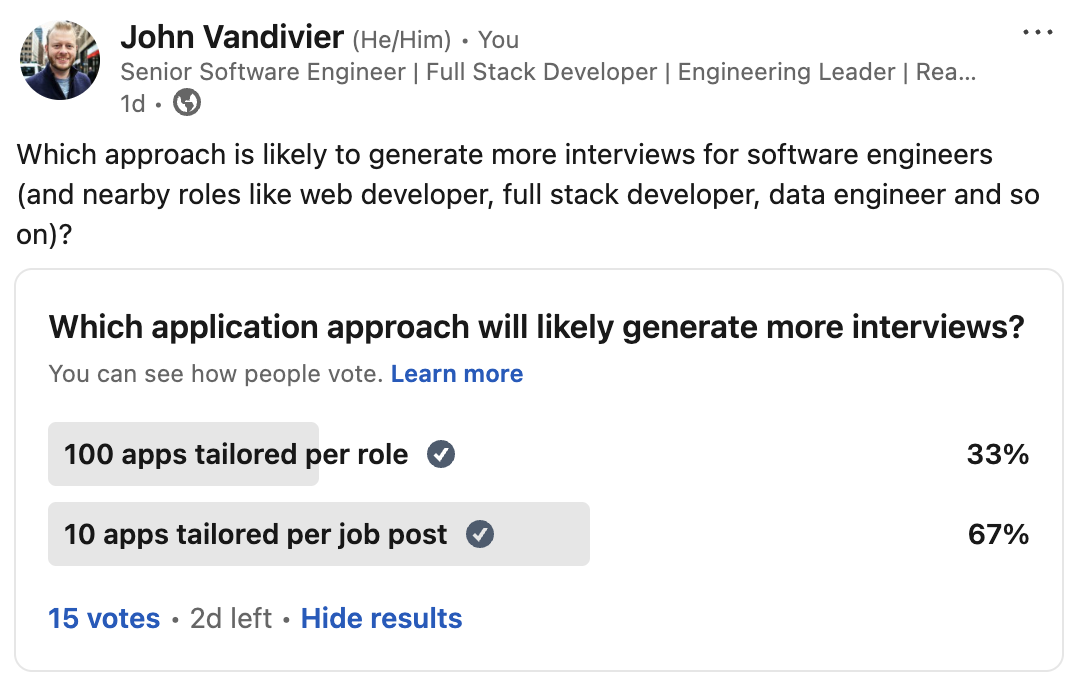 John Vandivier (He/Him) • You
Senior Software Engineer | Full Stack Developer | Engineering Leader | Rea...
1d •
Which approach is likely to generate more interviews for software engineers
(and nearby roles like web developer, full stack developer, data engineer and so
on)?
Which application approach will likely generate more interviews?
You can see how people vote. Learn more
100 apps tailored per role 33%
10 apps tailored per job post 67%
15 votes • 2d left • Hide results